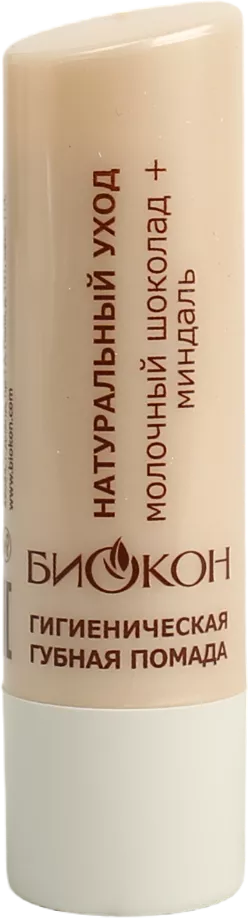 НАТУРАЛЬНЫЙ УХОД
МОЛОЧНЫЙ ШОКОЛАД +
МИНДАЛЬ
www.biokon.com
БИОКОН
ГИГИЕНИЧЕСКАЯ
ГУБНАЯ ПОМАДА